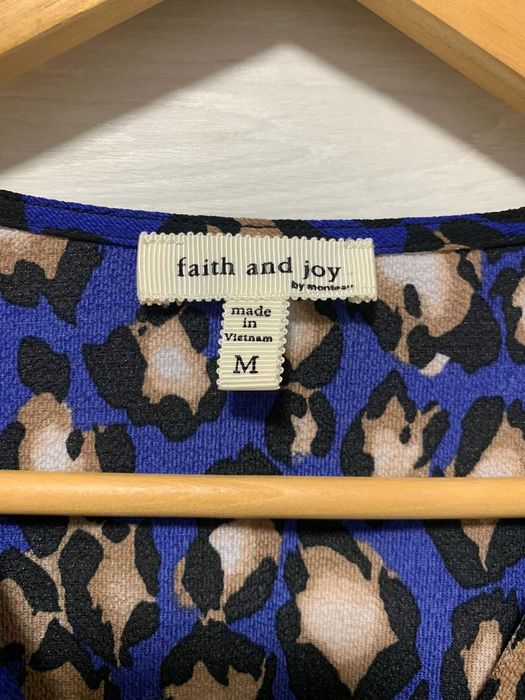 faith and joy
by monteau
made
in
Vietnam
M